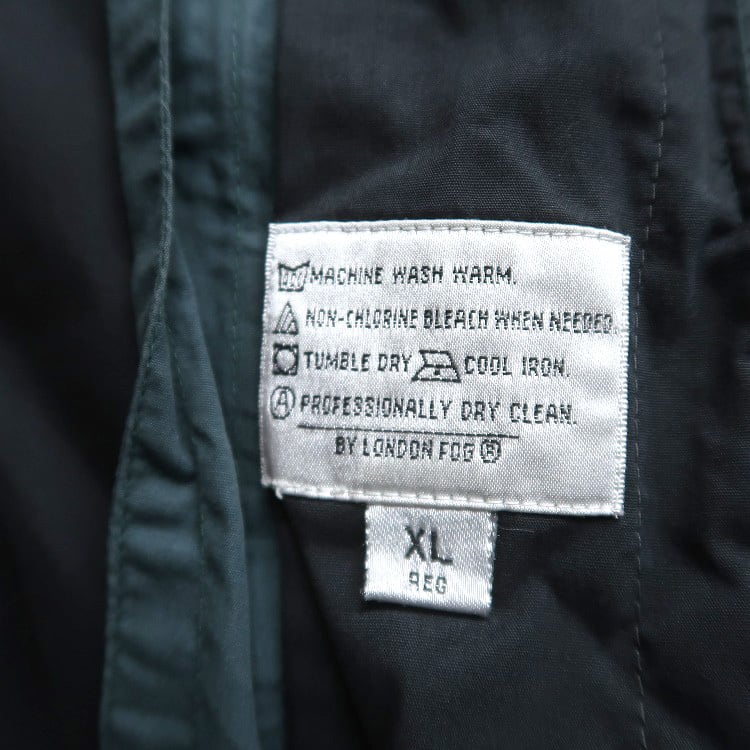 MACHINE WASH WARM.
NON-CHLORINE BLEACH WHEN NEEDED.
TUMBLE DRY COOL IRON.
A PROFESSIONALLY DRY CLEAN.
BY LONDON FOG ®
XL
REG